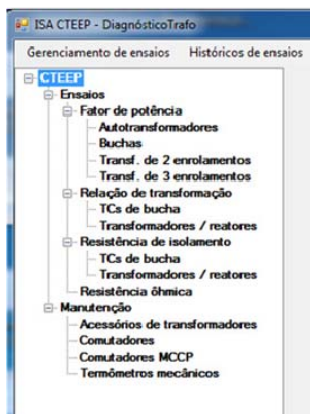 ISA CTEEP - DiagnósticoTrafo
Gerenciamento de ensaios Históricos de ensaios
CTEEP
Ensaios
Fator de potência
Autotransformadores
Buchas
Transf. de 2 enrolamentos
Transf. de 3 enrolamentos
Relação de transformação
TCs de bucha
Transformadores / reatores
Resistência de isolamento
TCs de bucha
Transformadores / reatores
Resistência ôhmica
Manutenção
Acessórios de transformadores
Comutadores
Comutadores MCCP
Termômetros mecânicos